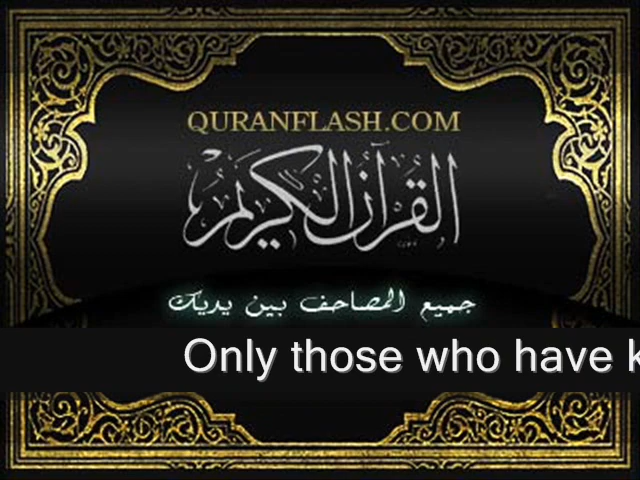 QURANFLASH.COM
القرآن الكريم
جميع المصاحف بين يديك
Only those who have k